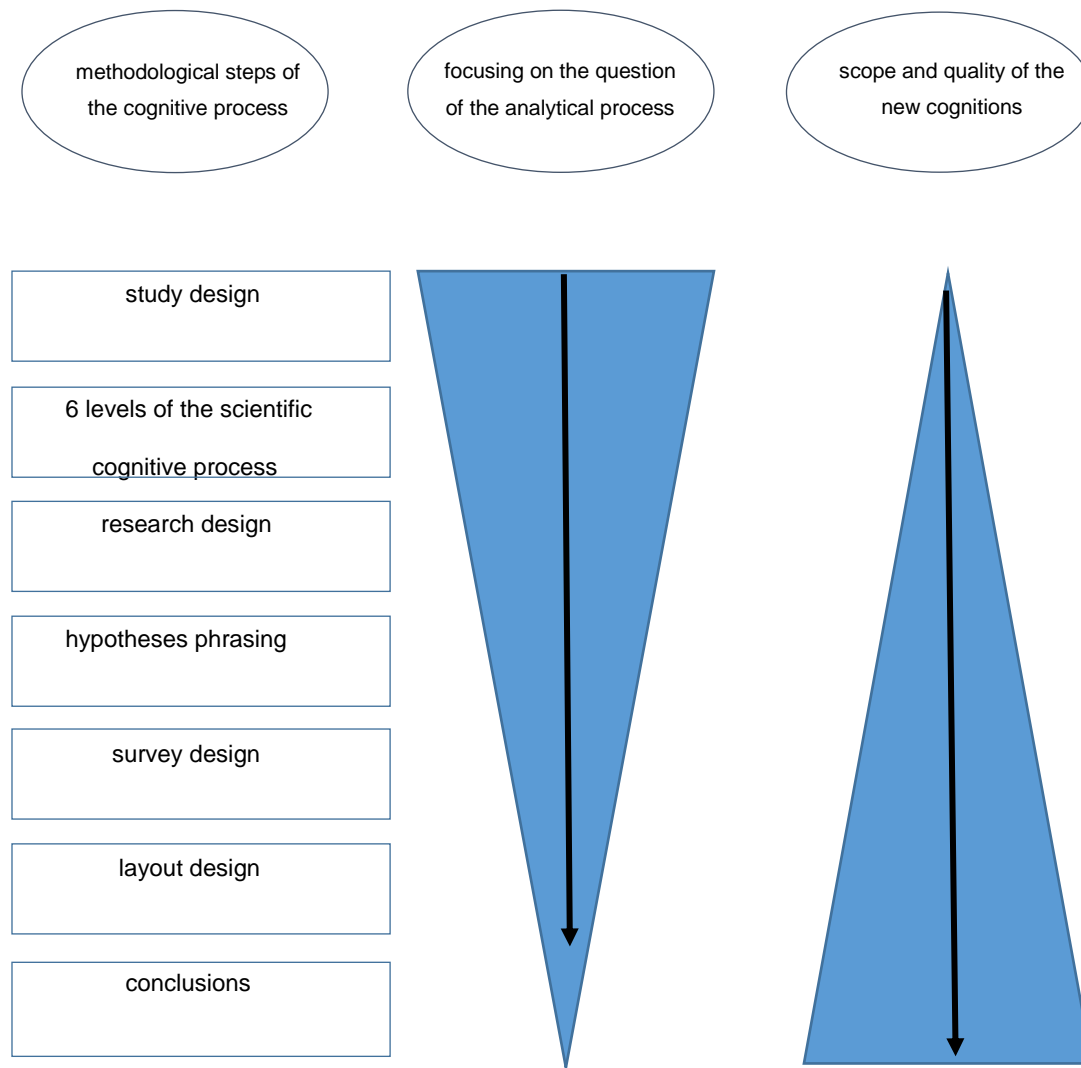 methodological steps of
the cognitive process
focusing on the question
of the analytical process
scope and quality of the
new cognitions
study design
6 levels of the scientific
cognitive process
research design
hypotheses phrasing
survey design
layout design
conclusions